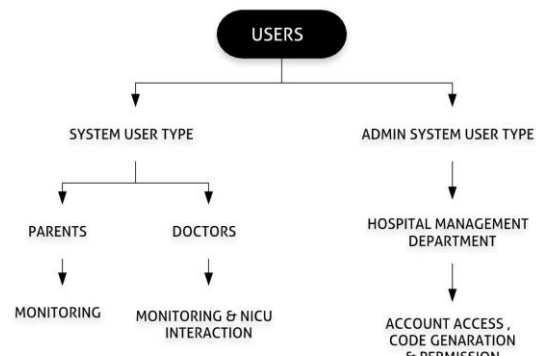 USERS
SYSTEM USER TYPE
ADMIN SYSTEM USER TYPE
PARENTS
DOCTORS
HOSPITAL MANAGEMENT
DEPARTMENT
MONITORING
MONITORING & NICU
INTERACTION
ACCOUNT ACCESS ,
CODE GENARATION
& PERMISSION